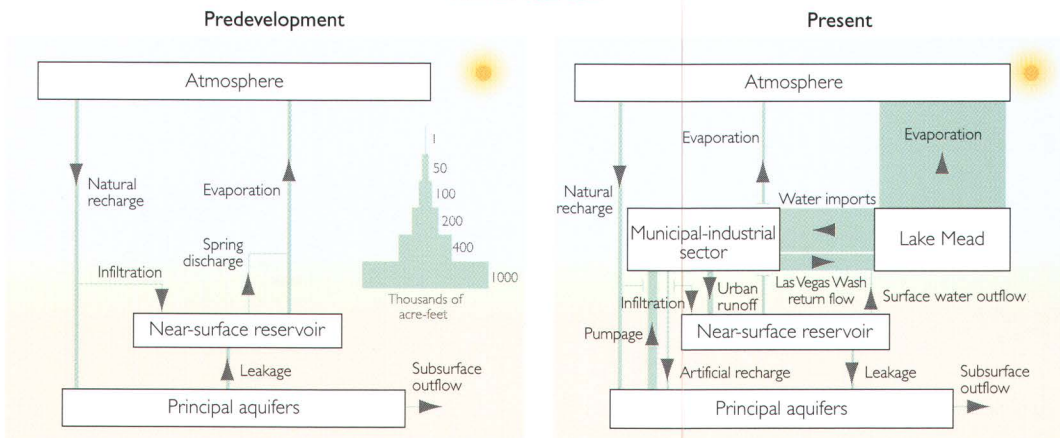 Predevelopment
Atmosphere
Natural
recharge
Evaporation
Spring
discharge
Infiltration
Near-surface reservoir
Leakage
Subsurface
outflow
Principal aquifers
1
50
100
200
400
1000
Thousands of
acre-feet
Present
Atmosphere
Evaporation
Evaporation
Natural
recharge
Water imports
Municipal-industrial
sector
Lake Mead
Las Vegas Wash
return flow
Infiltration
Urban
runoff
Surface water outflow
Pumpage
Near-surface reservoir
Artificial recharge
Leakage
Subsurface
outflow
Principal aquifers